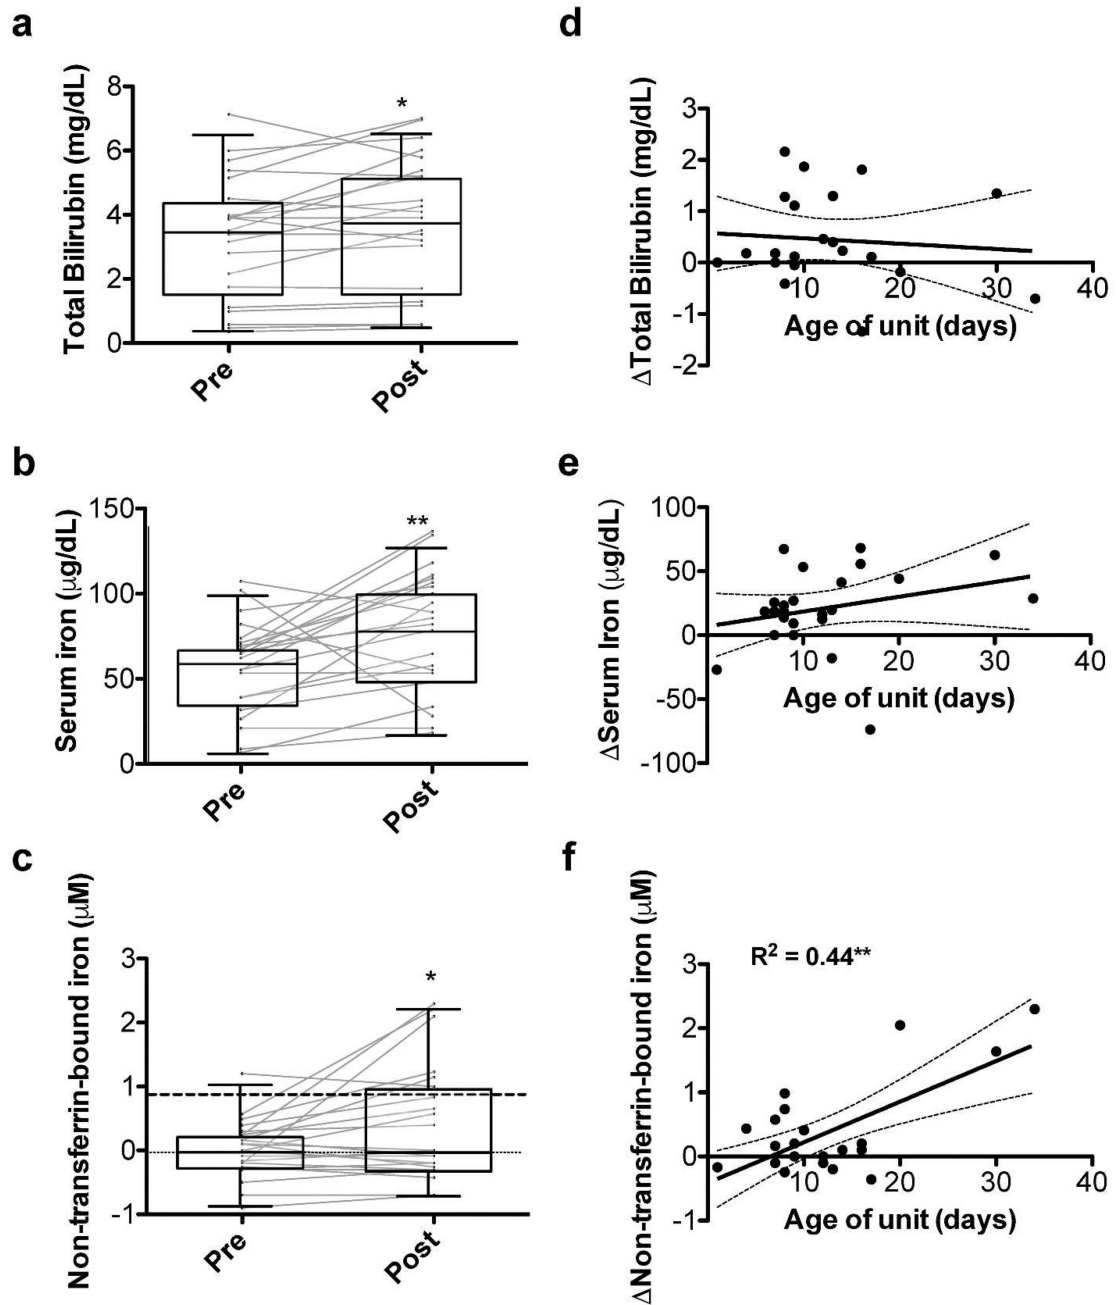 a
Total Bilirubin (mg/dL)
8
6
4
2
0
*
Pre
Post
d
ΔTotal Bilirubin (mg/dL)
3
2
1
0
-1
-2
10
20
30
40
Age of unit (days)
b
Serum iron (μg/dL)
150
100
50
0
**
Pre
Post
e
ΔSerum Iron (μg/dL)
100
50
0
-50
-100
10
20
30
40
Age of unit (days)
c
Non-transferrin-bound iron (μM)
3
2
1
0
-1
*
Pre
Post
f
ΔNon-transferrin-bound iron (μM)
R² = 0.44**
3
2
1
0
-1
10
20
30
40
Age of unit (days)